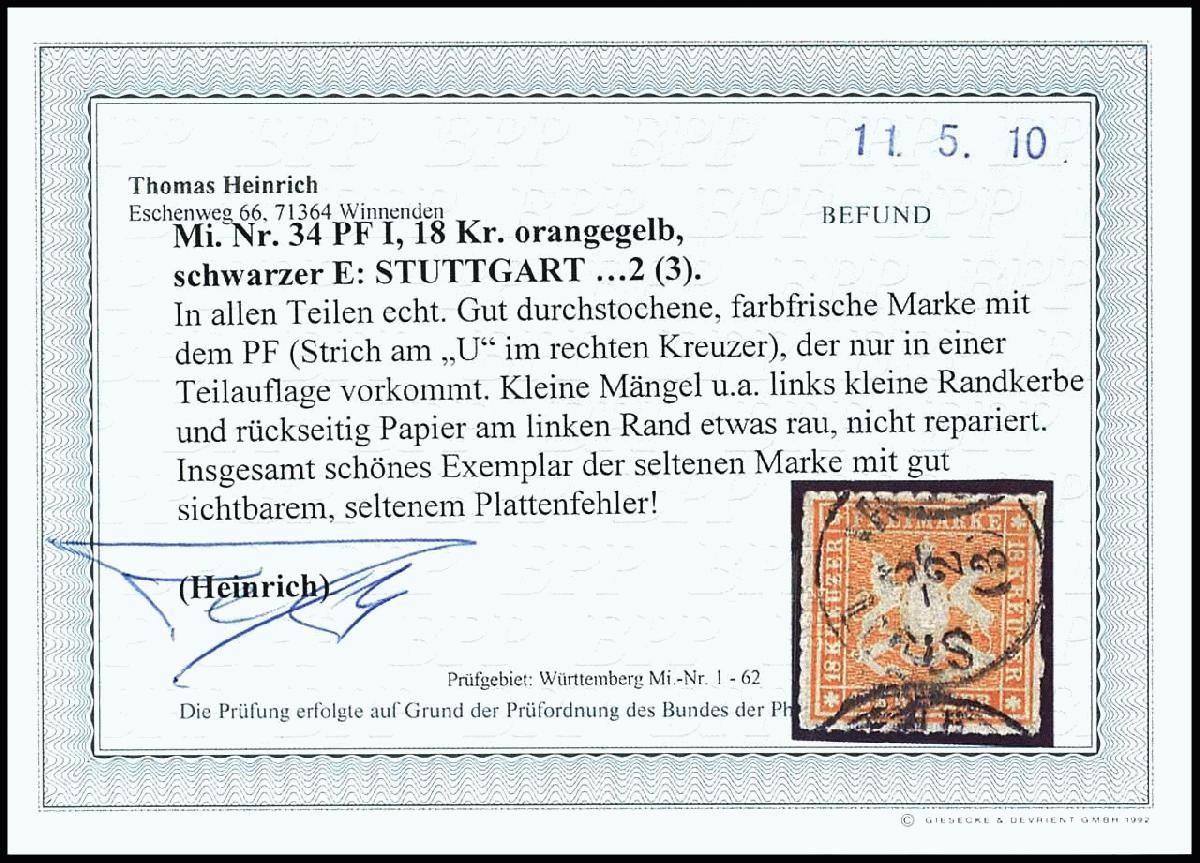 11. 5. 10
Thomas Heinrich
Eschenweg 66, 71364 Winnenden
BEFUND
Mi. Nr. 34 PF I, 18 Kr. orangegelb,
schwarzer E: STUTTGART ...2 (3).
In allen Teilen echt. Gut durchstochene, farbfrische Marke mit
dem PF (Strich am „U“ im rechten Kreuzer), der nur in einer
Teilauflage vorkommt. Kleine Mängel u.a. links kleine Randkerbe
und rückseitig Papier am linken Rand etwas rau, nicht repariert.
Insgesamt schönes Exemplar der seltenen Marke mit gut
sichtbarem, seltenem Plattenfehler!
(Heinrich)
Prüfgebiet: Württemberg Mi.-Nr. 1 - 62
Die Prüfung erfolgte auf Grund der Prüfordnung des Bundes der Ph
18 KREUZER
18 KREUZER
© GIESECKE & DEVRIENT GMBH 1992